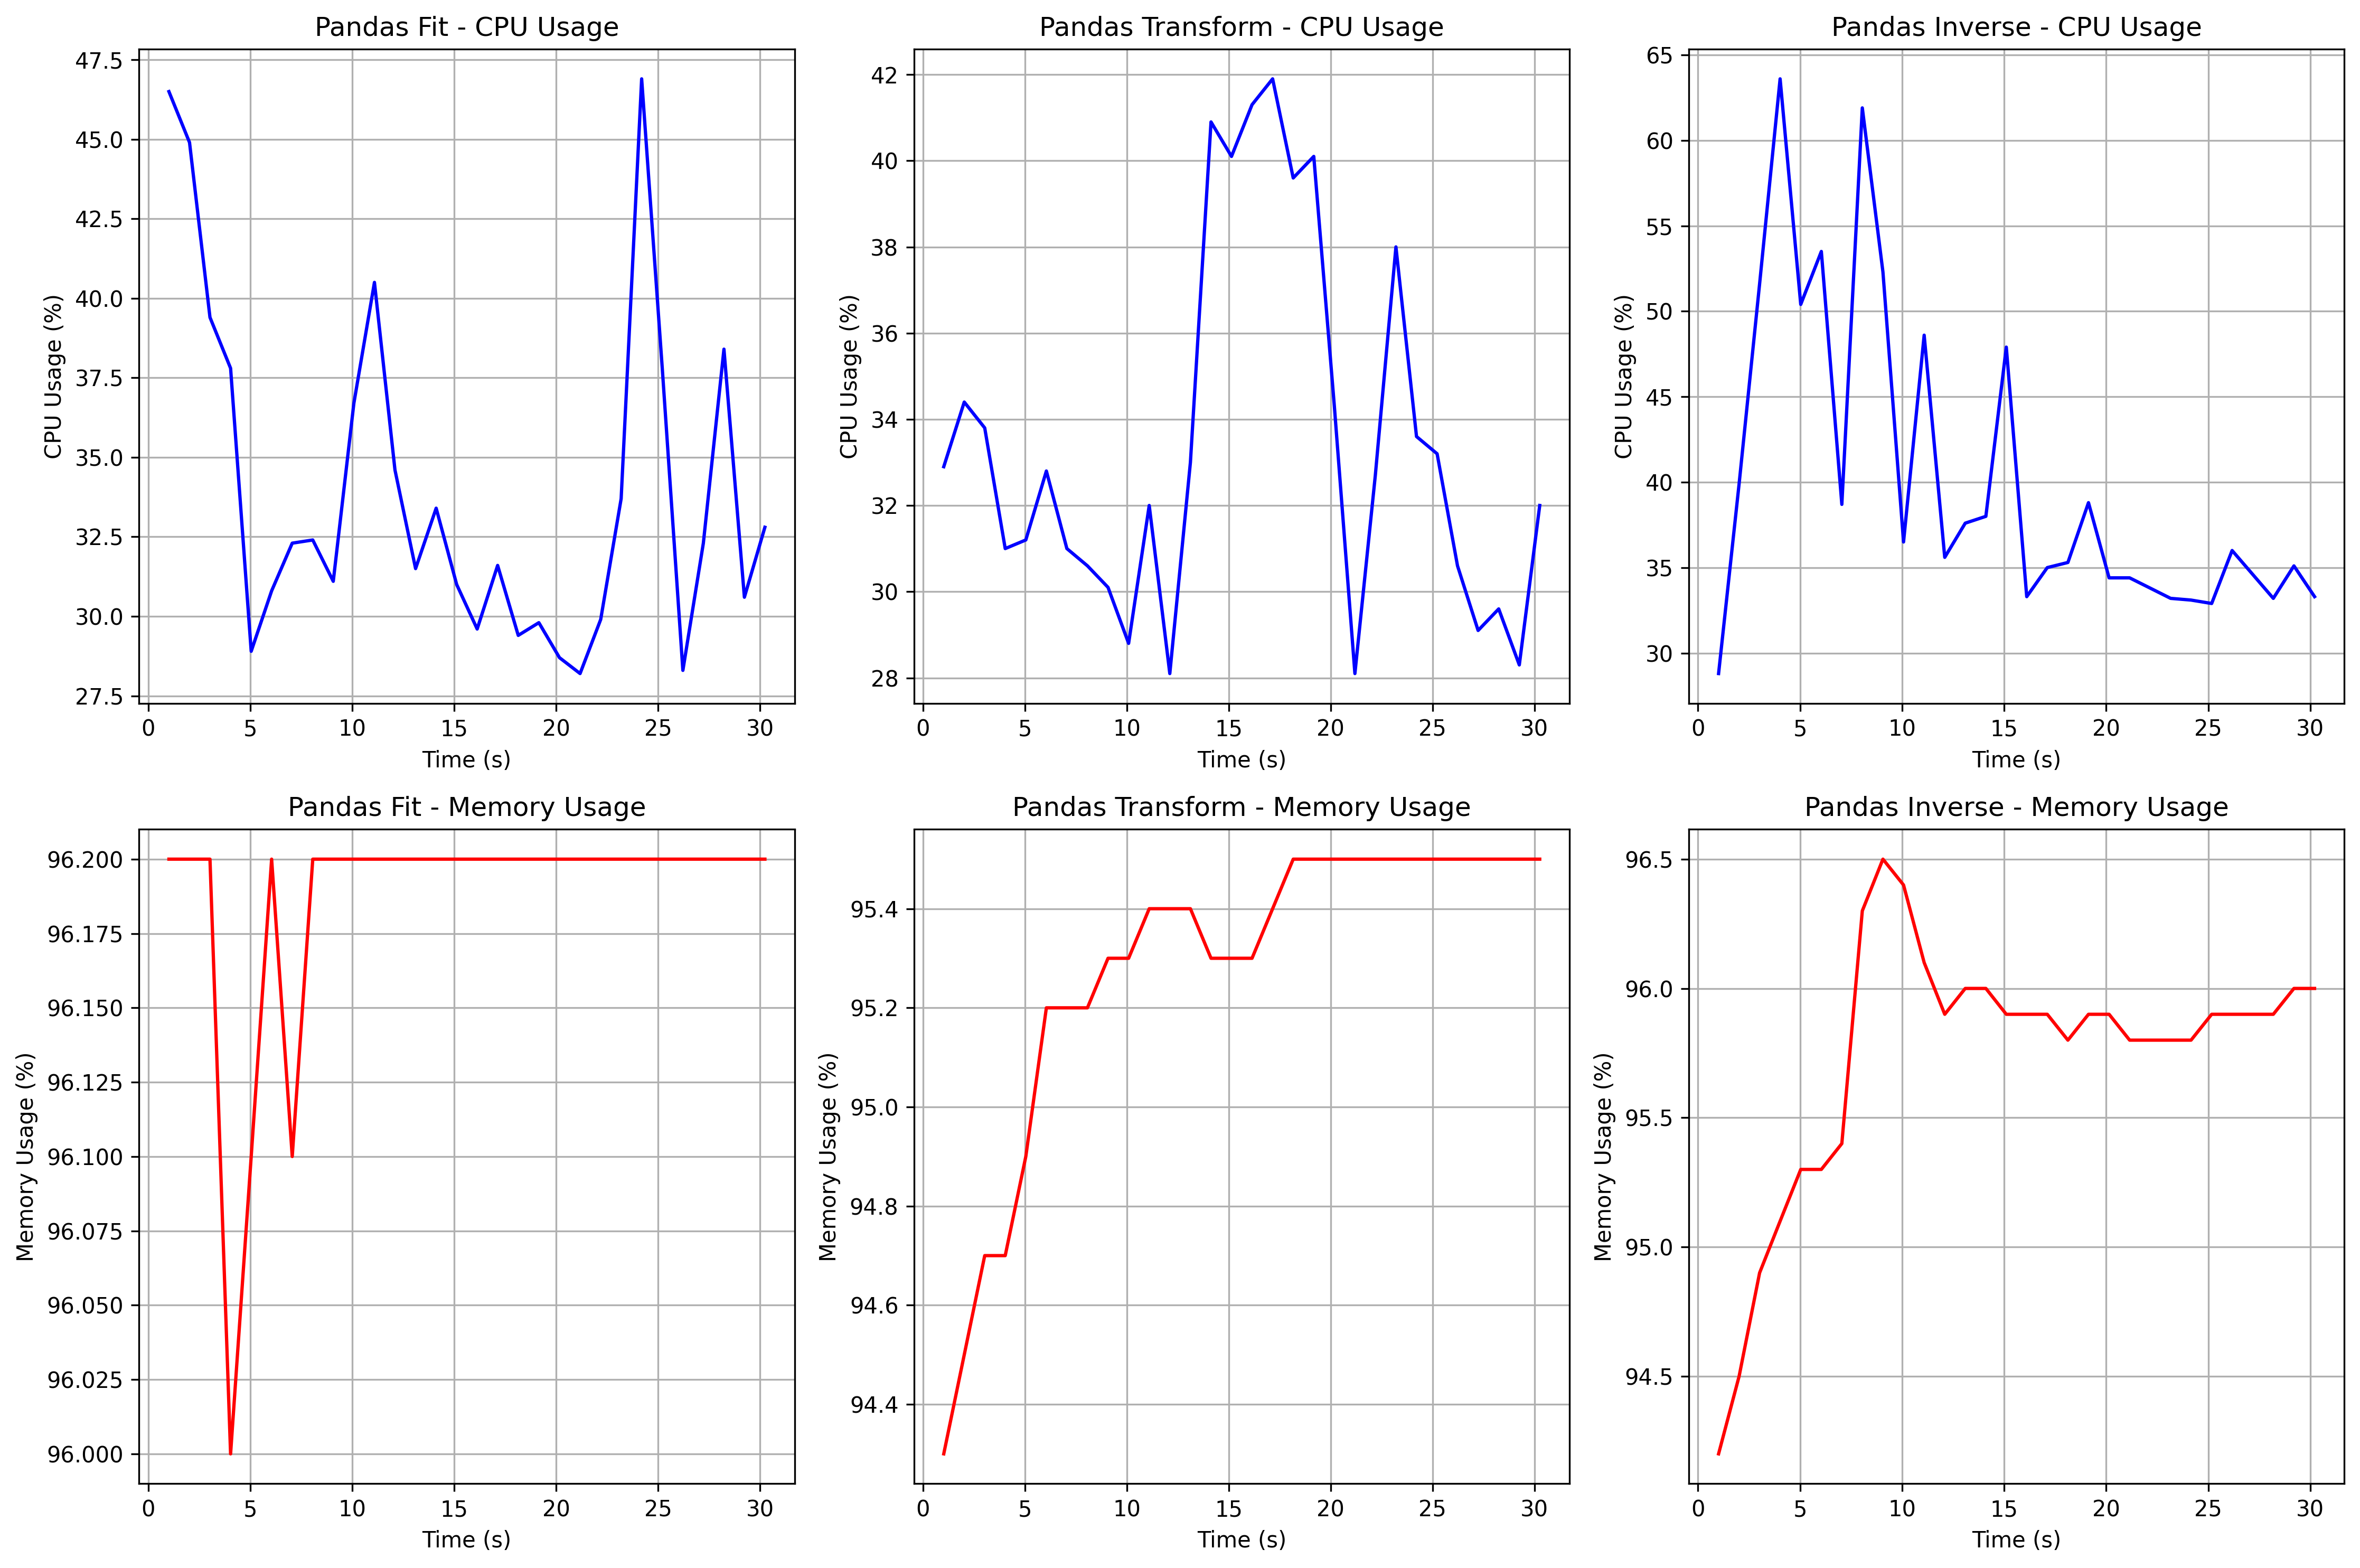 Pandas Fit - CPU Usage
47.5
45.0
42.5
40.0
37.5
35.0
32.5
30.0
27.5
CPU Usage (%)
0 5 10 15 20 25 30
Time (s)
Pandas Transform - CPU Usage
42
40
38
36
34
32
30
28
CPU Usage (%)
0 5 10 15 20 25 30
Time (s)
Pandas Inverse - CPU Usage
65
60
55
50
45
40
35
30
CPU Usage (%)
0 5 10 15 20 25 30
Time (s)
Pandas Fit - Memory Usage
96.200
96.175
96.150
96.125
96.100
96.075
96.050
96.025
96.000
Memory Usage (%)
0 5 10 15 20 25 30
Time (s)
Pandas Transform - Memory Usage
95.4
95.2
95.0
94.8
94.6
94.4
Memory Usage (%)
0 5 10 15 20 25 30
Time (s)
Pandas Inverse - Memory Usage
96.5
96.0
95.5
95.0
94.5
Memory Usage (%)
0 5 10 15 20 25 30
Time (s)